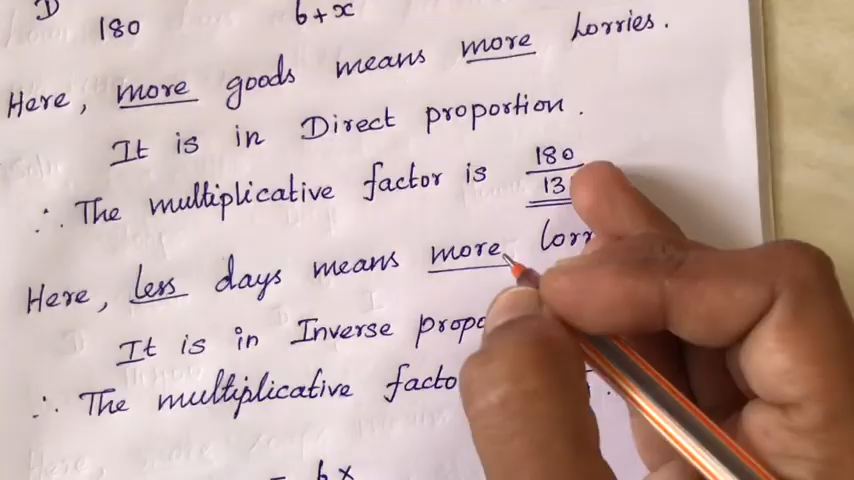 D
180 6+x
Here, more goods means more Lorries.
It is in Direct proportion.
∴ The multiplicative factor is 180/13
Here, less days means more
It is in Inverse
∴ The multiplicative
= 6x